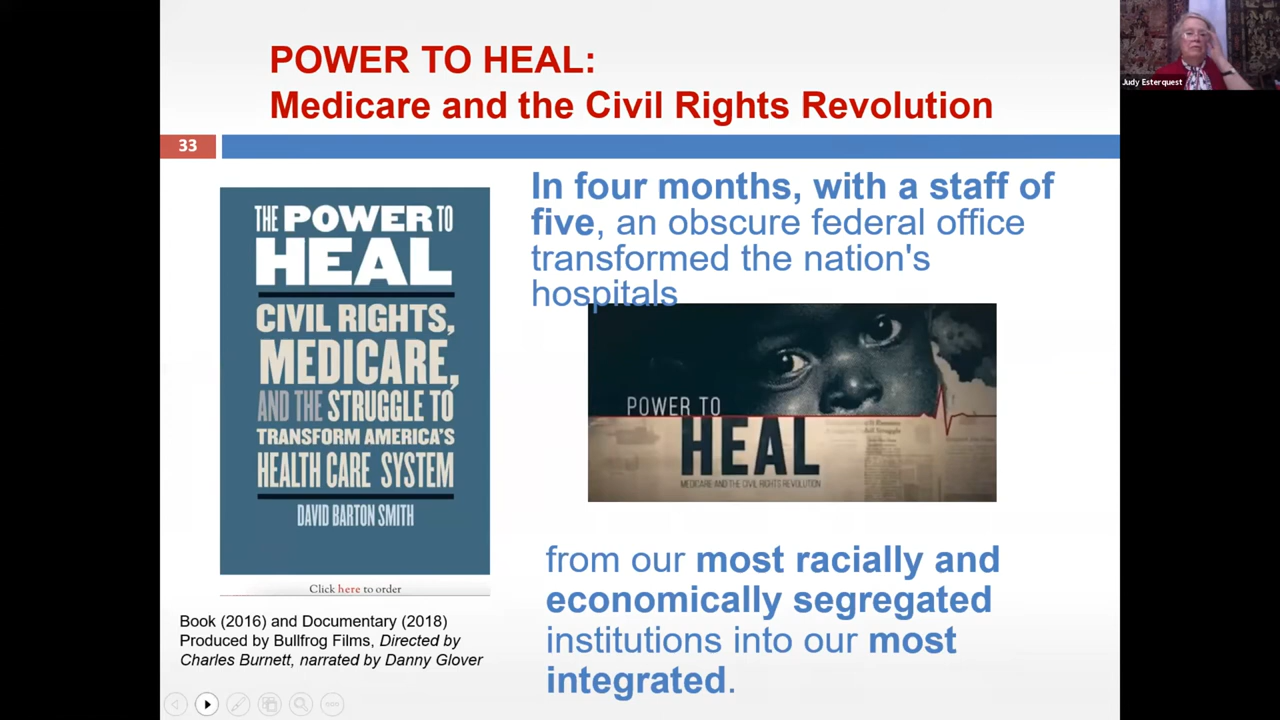 POWER TO HEAL:
Medicare and the Civil Rights Revolution
33
THE POWER TO
HEAL
CIVIL RIGHTS,
MEDICARE,
AND THE STRUGGLE TO
TRANSFORM AMERICA'S
HEALTH CARE SYSTEM
DAVID BARTON SMITH
Click here to order
Book (2016) and Documentary (2018)
Produced by Bullfrog Films, Directed by
Charles Burnett, narrated by Danny Glover
In four months, with a staff of
five, an obscure federal office
transformed the nation's
hospitals
POWER TO
HEAL
MEDICARE AND THE CIVIL RIGHTS REVOLUTION
from our most racially and
economically segregated
institutions into our most
integrated.
Judy Esterquest